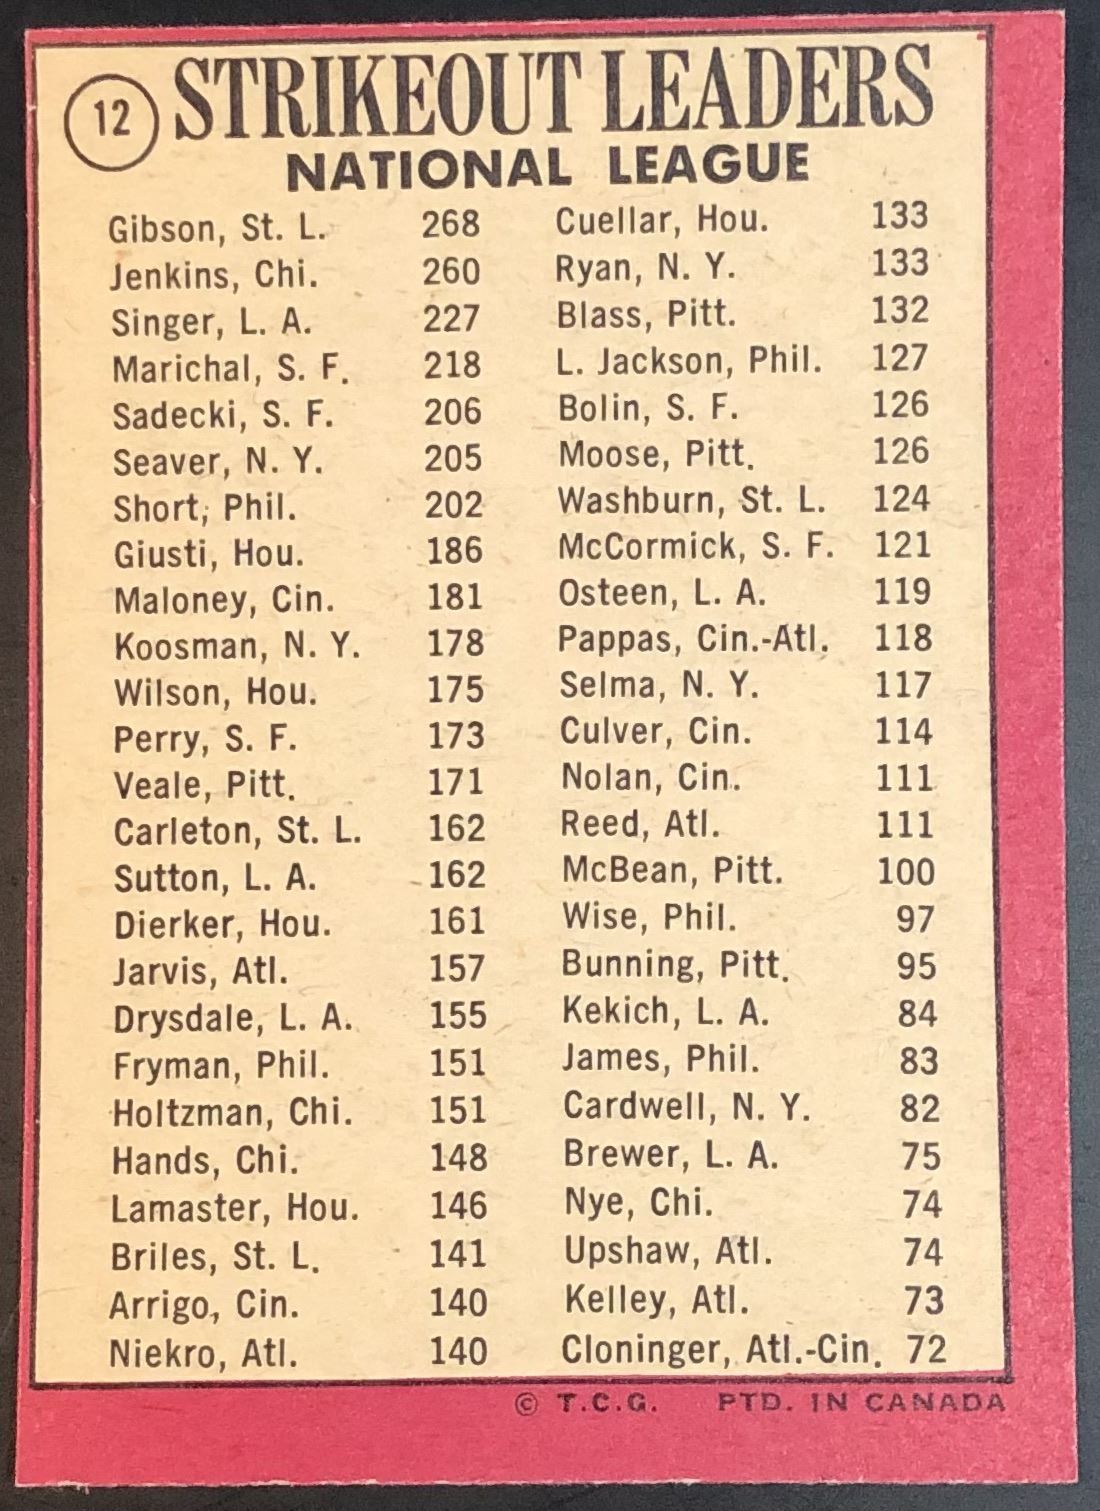 12
STRIKEOUT LEADERS
NATIONAL LEAGUE
Gibson, St. L. 268
Jenkins, Chi. 260
Singer, L. A. 227
Marichal, S. F. 218
Sadecki, S. F. 206
Seaver, N. Y. 205
Short, Phil. 202
Giusti, Hou. 186
Maloney, Cin. 181
Koosman, N. Y. 178
Wilson, Hou. 175
Perry, S. F. 173
Veale, Pitt. 171
Carleton, St. L. 162
Sutton, L. A. 162
Dierker, Hou. 161
Jarvis, Atl. 157
Drysdale, L. A. 155
Fryman, Phil. 151
Holtzman, Chi. 151
Hands, Chi. 148
Lamaster, Hou. 146
Briles, St. L. 141
Arrigo, Cin. 140
Niekro, Atl. 140
Cuellar, Hou. 133
Ryan, N. Y. 133
Blass, Pitt. 132
L. Jackson, Phil. 127
Bolin, S. F. 126
Moose, Pitt. 126
Washburn, St. L. 124
McCormick, S. F. 121
Osteen, L. A. 119
Pappas, Cin.-Atl. 118
Selma, N. Y. 117
Culver, Cin. 114
Nolan, Cin. 111
Reed, Atl. 111
McBean, Pitt. 100
Wise, Phil. 97
Bunning, Pitt. 95
Kekich, L. A. 84
James, Phil. 83
Cardwell, N. Y. 82
Brewer, L. A. 75
Nye, Chi. 74
Upshaw, Atl. 74
Kelley, Atl. 73
Cloninger, Atl.-Cin. 72
© T.C.G. PTD. IN CANADA